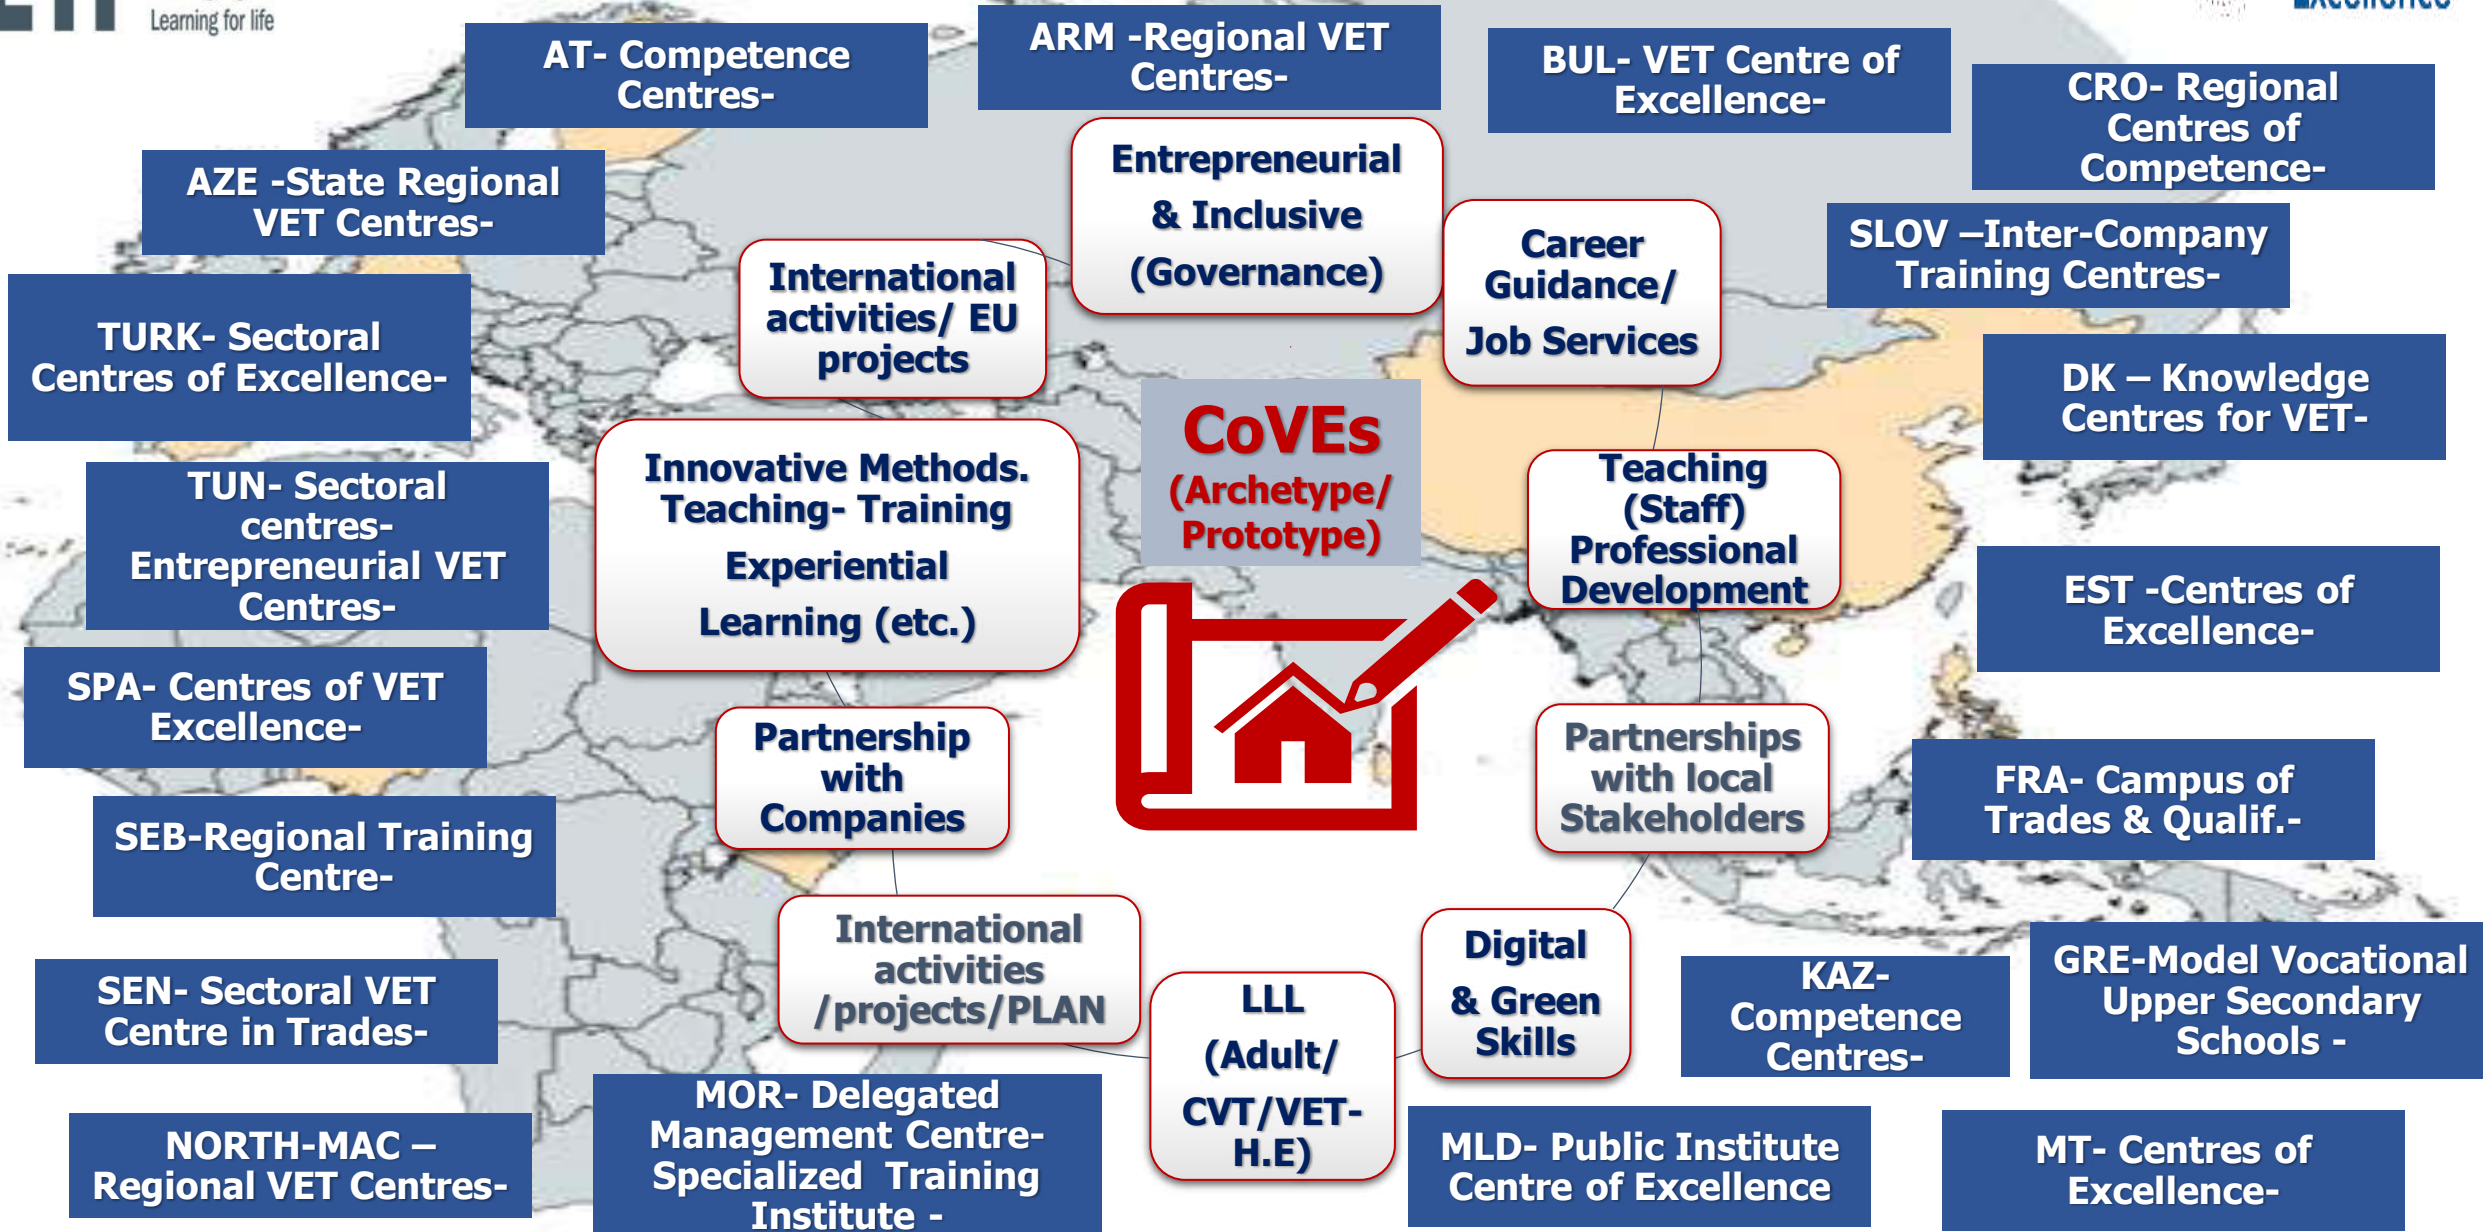 Learning for life
AT- Competence
Centres-
ARM -Regional VET
Centres-
BUL- VET Centre of
Excellence-
CRO- Regional
Centres of
Competence-
AZE -State Regional
VET Centres-
Entrepreneurial
& Inclusive
(Governance)
Career
Guidance/
Job Services
SLOV –Inter-Company
Training Centres-
International
activities/ EU
projects
TURK- Sectoral
Centres of Excellence-
DK – Knowledge
Centres for VET-
CoVEs
(Archetype/
Prototype)
Innovative Methods.
Teaching- Training
Experiential
Learning (etc.)
Teaching
(Staff)
Professional
Development
TUN- Sectoral
centres-
Entrepreneurial VET
Centres-
EST -Centres of
Excellence-
SPA- Centres of VET
Excellence-
Partnership
with
Companies
Partnerships
with local
Stakeholders
FRA- Campus of
Trades & Qualif.-
SEB-Regional Training
Centre-
International
activities
/projects/PLAN
Digital
& Green
Skills
LLL
(Adult/
CVT/VET-
H.E)
KAZ-
Competence
Centres-
GRE-Model Vocational
Upper Secondary
Schools -
SEN- Sectoral VET
Centre in Trades-
NORTH-MAC –
Regional VET Centres-
MOR- Delegated
Management Centre-
Specialized Training
Institute -
MLD- Public Institute
Centre of Excellence
MT- Centres of
Excellence-